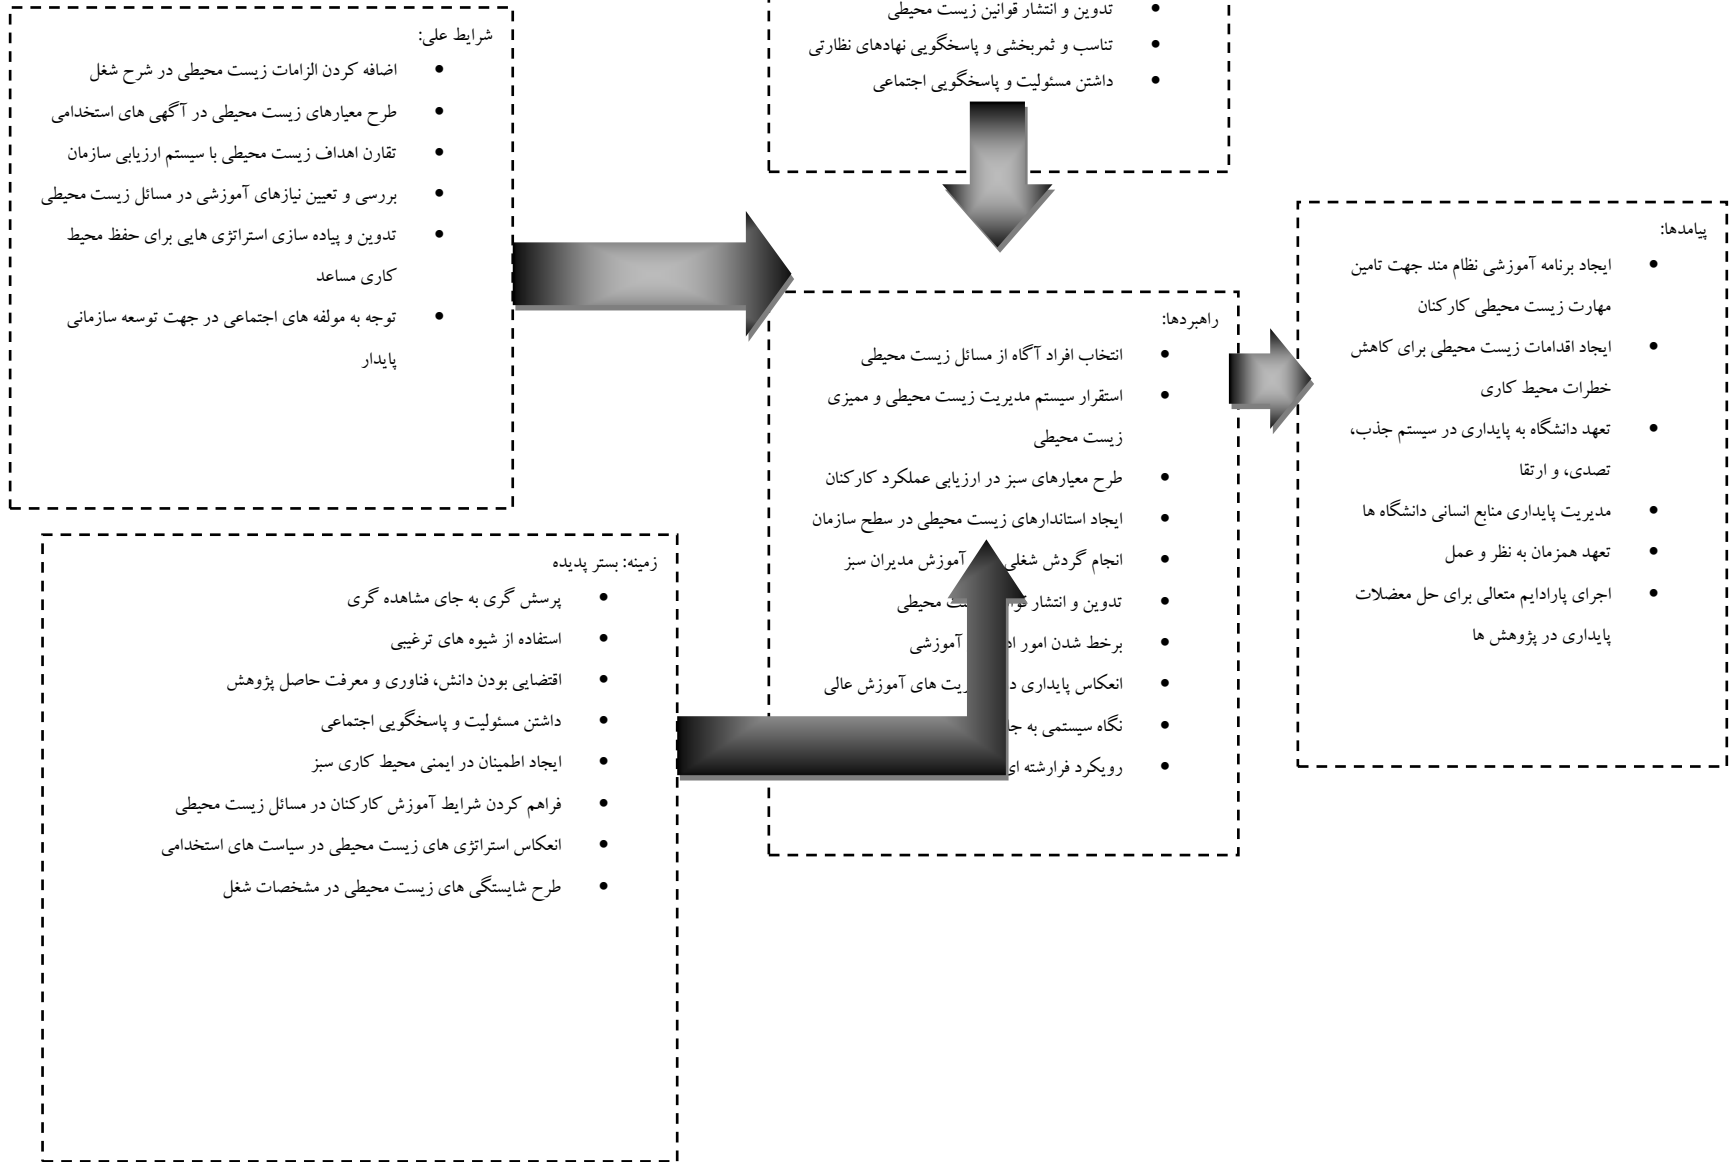 شرایط علی:
• اضافه کردن الزامات زیست محیطی در شرح شغل
• طرح معیارهای زیست محیطی در آگهی های استخدامی
• تقارن اهداف زیست محیطی با سیستم ارزیابی سازمان
• بررسی و تعیین نیازهای آموزشی در مسائل زیست محیطی
• تدوین و پیاده سازی استراتژی هایی برای حفظ محیط
کاری مساعد
• توجه به مولفه های اجتماعی در جهت توسعه سازمانی
پایدار
• تدوین و انتشار قوانین زیست محیطی
• تناسب و ثمربخشی و پاسخگویی نهادهای نظارتی
• داشتن مسئولیت و پاسخگویی اجتماعی
راهبردها:
• انتخاب افراد آگاه از مسائل زیست محیطی
• استقرار سیستم مدیریت زیست محیطی و ممیزی
زیست محیطی
• طرح معیارهای سبز در ارزیابی عملکرد کارکنان
• ایجاد استاندارهای زیست محیطی در سطح سازمان
• انجام گردش شغلی آموزش مدیران سبز
• تدوین و انتشار محیطی
• برخط شدن امور آموزشی
• انعکاس پایداری های آموزش عالی
• نگاه سیستمی به
• رویکرد فرارشته ای
پیامدها:
• ایجاد برنامه آموزشی نظام مند جهت تامین
مهارت زیست محیطی کارکنان
• ایجاد اقدامات زیست محیطی برای کاهش
خطرات محیط کاری
• تعهد دانشگاه به پایداری در سیستم جذب،
تصدی، و ارتقا
• مدیریت پایداری منابع انسانی دانشگاه ها
• تعهد همزمان به نظر و عمل
• اجرای پارادایم متعالی برای حل معضلات
پایداری در پژوهش ها
زمینه: بستر پدیده
• پرسش گری به جای مشاهده گری
• استفاده از شیوه های ترغیبی
• اقتضایی بودن دانش، فناوری و معرفت حاصل پژوهش
• داشتن مسئولیت و پاسخگویی اجتماعی
• ایجاد اطمینان در ایمنی محیط کاری سبز
• فراهم کردن شرایط آموزش کارکنان در مسائل زیست محیطی
• انعکاس استراتژی های زیست محیطی در سیاست های استخدامی
• طرح شایستگی های زیست محیطی در مشخصات شغل